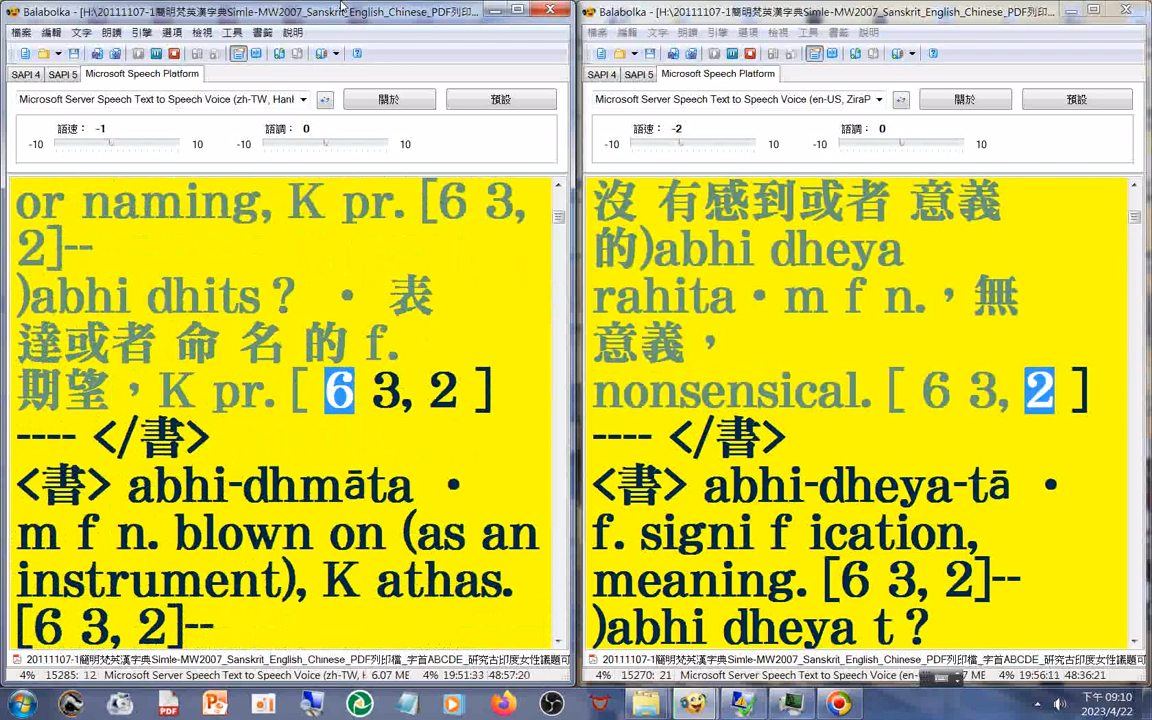 Balabolka - [H:\20111107-1簡明梵英漢字典Simle-MW2007_Sanskrit_English_Chinese_PDF列印...
檔案 編輯 文字 朗讀 引擎 選項 檢視 工具 書籤 說明
SAPI 4 SAPI 5 Microsoft Speech Platform
Microsoft Server Speech Text to Speech Voice (zh-TW, HanH 關於 預設
語速： -1 語調： 0
-10 10 -10 10
or naming, K pr. [6 3,
2]--
)abhi dhits？ • 表
達或者 命 名 的 f.
期望，K pr. [ 6 3, 2 ]
---- </書>
<書> abhi-dhmāta •
m f n. blown on (as an
instrument), K athas.
[6 3, 2]--
20111107-1簡明梵英漢字典Simle-MW2007_Sanskrit_English_Chinese_PDF列印檔_字首ABCDE_研究古印度女性議題可
4% 15285: 12 Microsoft Server Speech Text to Speech Voice (zh-TW, H 6.07 MB 4% 19:51:33 48:57:20
Balabolka - [H:\20111107-1簡明梵英漢字典Simle-MW2007_Sanskrit_English_Chinese_PDF列印...
檔案 編輯 文字 朗讀 引擎 選項 檢視 工具 書籤 說明
SAPI 4 SAPI 5 Microsoft Speech Platform
Microsoft Server Speech Text to Speech Voice (en-US, ZiraP 關於 預設
語速： -2 語調： 0
-10 10 -10 10
沒 有感到或者 意義
的)abhi dheya
rahita • m f n.，無
意義，
nonsensical. [ 6 3, 2 ]
---- </書>
<書> abhi-dheya-tā •
f. signi f ication,
meaning. [6 3, 2]--
)abhi dheya t？
20111107-1簡明梵英漢字典Simle-MW2007_Sanskrit_English_Chinese_PDF列印檔_字首ABCDE_研究古印度女性議題可
4% 15270: 21 Microsoft Server Speech Text to Speech Voice (en- 7 MB 4% 19:56:11 48:36:21
下午 09:10
2023/4/22